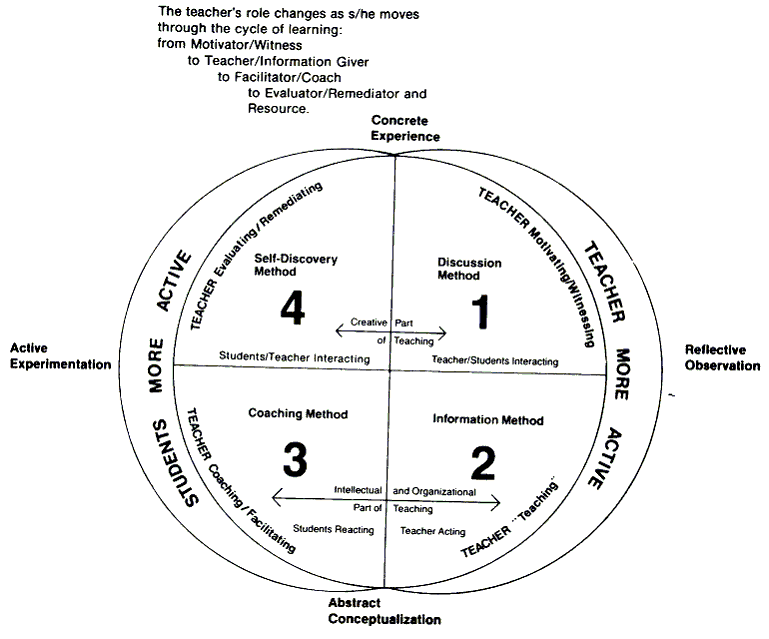 The teacher's role changes as s/he moves
through the cycle of learning:
from Motivator/Witness
to Teacher/Information Giver
to Facilitator/Coach
to Evaluator/Remediator and
Resource.
Concrete
Experience
TEACHER Evaluating/Remediating
TEACHER Motivating/Witnessing
Self-Discovery
Method
4
Discussion
Method
1
Creative Part
of Teaching
Students/Teacher Interacting
Teacher/Students Interacting
STUDENTS MORE ACTIVE
TEACHER MORE ACTIVE
Active
Experimentation
Reflective
Observation
Coaching Method
3
Information Method
2
Intellectual and Organizational
Part of Teaching
Students Reacting
Teacher Acting
TEACHER Coaching/Facilitating
TEACHER "Teaching"
Abstract
Conceptualization